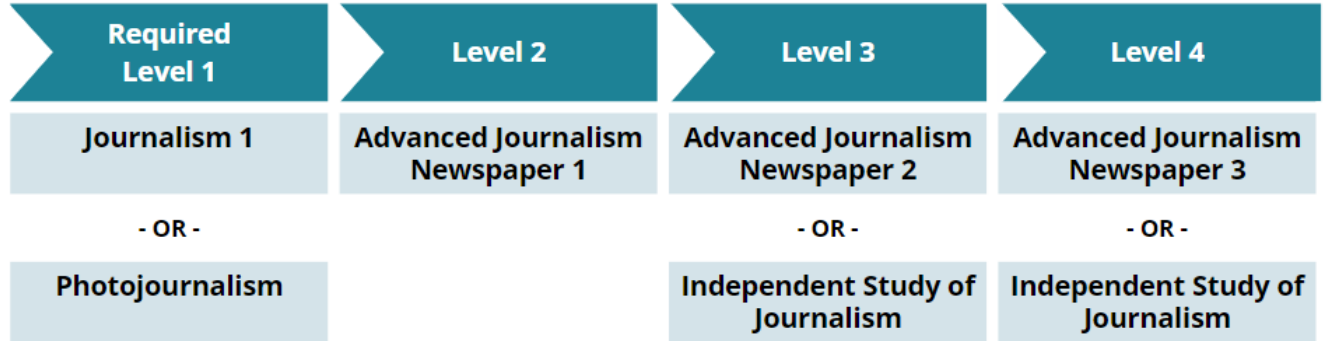 Required
Level 1
Level 2
Level 3
Level 4
Journalism 1
Advanced Journalism
Newspaper 1
Advanced Journalism
Newspaper 2
Advanced Journalism
Newspaper 3
- OR -
- OR -
- OR -
Photojournalism
Independent Study of
Journalism
Independent Study of
Journalism